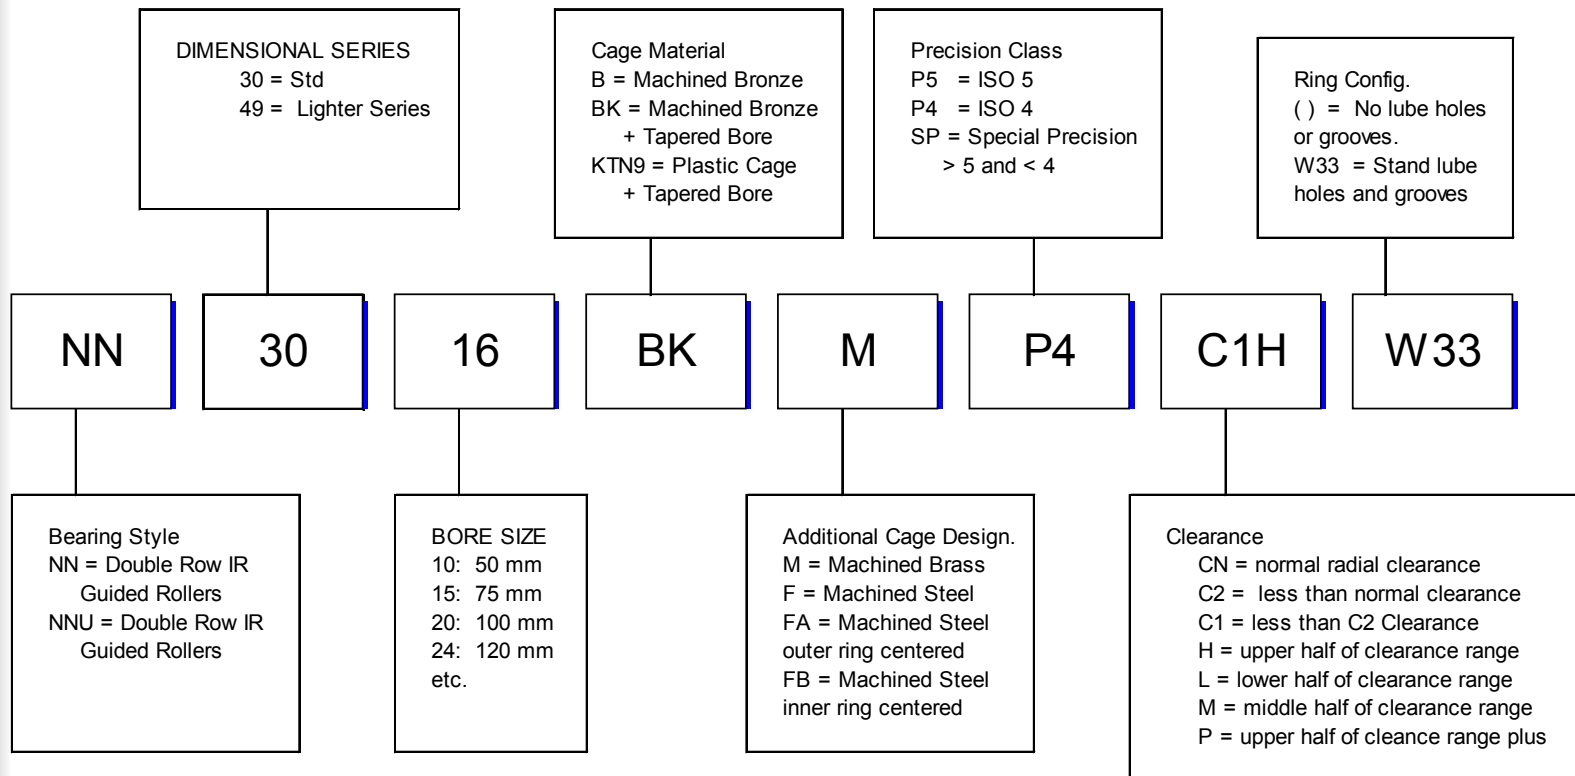 DIMENSIONAL SERIES
30 = Std
49 = Lighter Series
Cage Material
B = Machined Bronze
BK = Machined Bronze
+ Tapered Bore
KTN9 = Plastic Cage
+ Tapered Bore
Precision Class
P5 = ISO 5
P4 = ISO 4
SP = Special Precision
> 5 and < 4
Ring Config.
( ) = No lube holes
or grooves.
W33 = Stand lube
holes and grooves
NN
30
16
BK
M
P4
C1H
W33
Bearing Style
NN = Double Row IR
Guided Rollers
NNU = Double Row IR
Guided Rollers
BORE SIZE
10: 50 mm
15: 75 mm
20: 100 mm
24: 120 mm
etc.
Additional Cage Design.
M = Machined Brass
F = Machined Steel
FA = Machined Steel
outer ring centered
FB = Machined Steel
inner ring centered
Clearance
CN = normal radial clearance
C2 = less than normal clearance
C1 = less than C2 Clearance
H = upper half of clearance range
L = lower half of clearance range
M = middle half of clearance range
P = upper half of cleance range plus